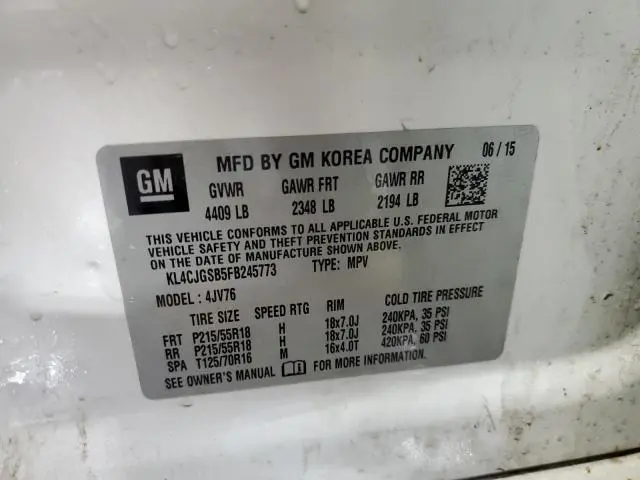 GM
MFD BY GM KOREA COMPANY 06 / 15
GVWR GAWR FRT GAWR RR
4409 LB 2348 LB 2194 LB
THIS VEHICLE CONFORMS TO ALL APPLICABLE U.S. FEDERAL MOTOR
VEHICLE SAFETY AND THEFT PREVENTION STANDARDS IN EFFECT
ON THE DATE OF MANUFACTURE SHOWN ABOVE.
KL4CJGSB5FB245773 TYPE: MPV
MODEL : 4JV76
TIRE SIZE SPEED RTG RIM COLD TIRE PRESSURE
FRT P215/55R18 H 18x7.0J 240KPA, 35 PSI
RR P215/55R18 H 18x7.0J 240KPA, 35 PSI
SPA T125/70R16 M 16x4.0T 420KPA, 60 PSI
SEE OWNER'S MANUAL FOR MORE INFORMATION.